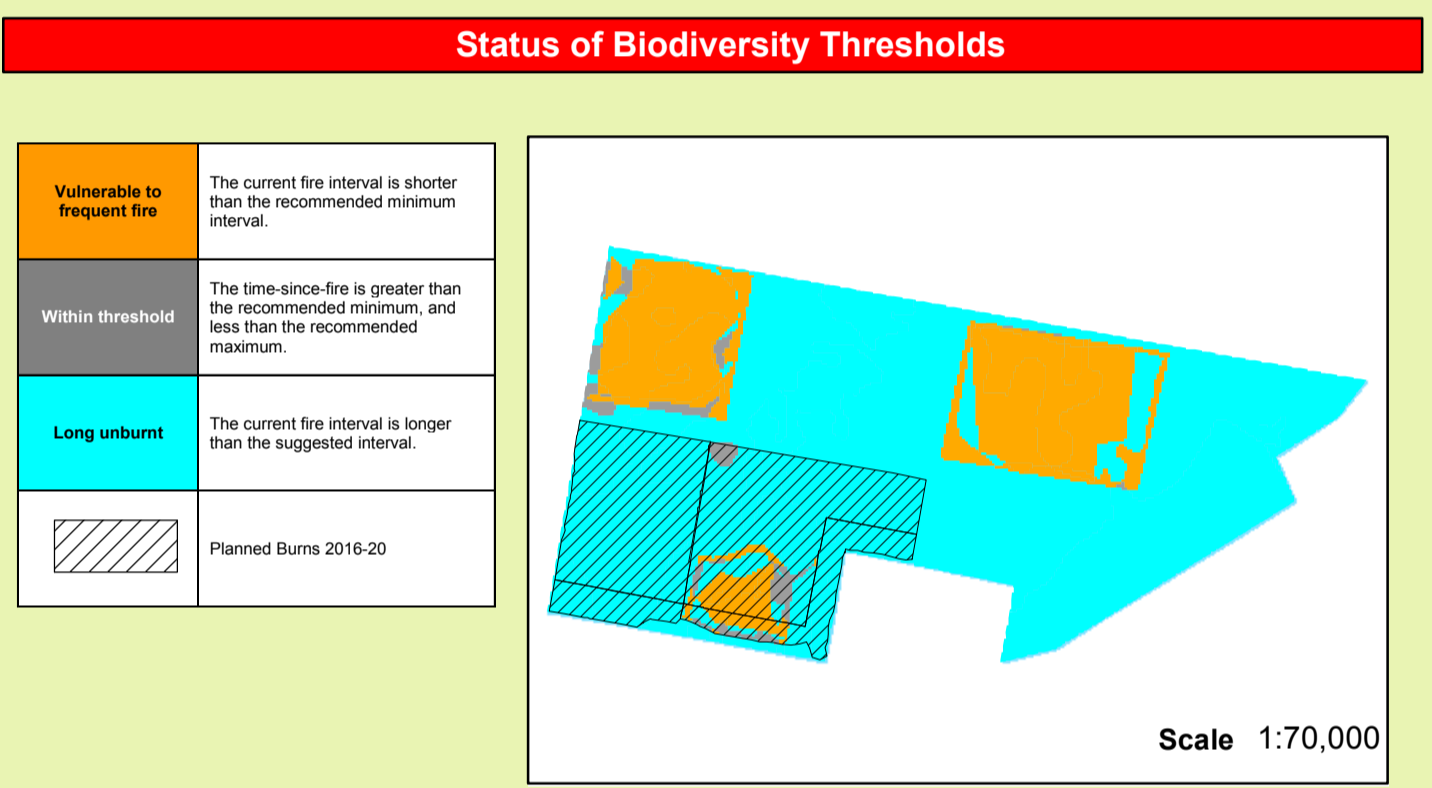 Status of Biodiversity Thresholds
Vulnerable to
frequent fire
The current fire interval is shorter
than the recommended minimum
interval.
Within threshold
The time-since-fire is greater than
the recommended minimum, and
less than the recommended
maximum.
Long unburnt
The current fire interval is longer
than the suggested interval.
Planned Burns 2016-20
Scale 1:70,000